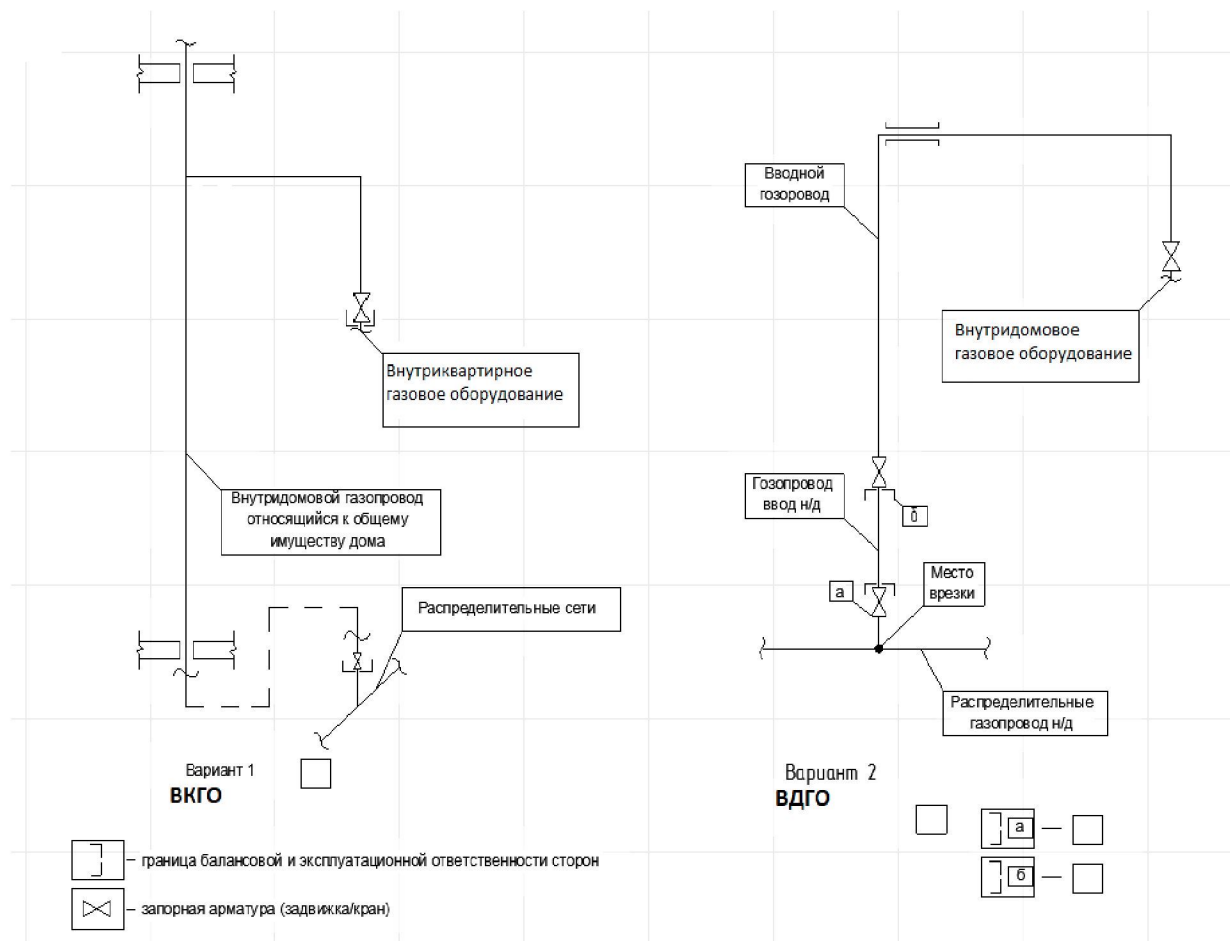 Внутриквартирное
газовое оборудование
Внутридомовой газопровод
относящийся к общему
имуществу дома
Распределительные сети
Вариант 1
ВКГО
Вводной
гозоровод
Внутридомовое
газовое оборудование
Гозопровод
ввод н/д
б
а
Место
врезки
Распределительные
газопровод н/д
Вариант 2
ВДГО
а —
б —
– граница балансовой и эксплуатационной ответственности сторон
– запорная арматура (задвижка/кран)